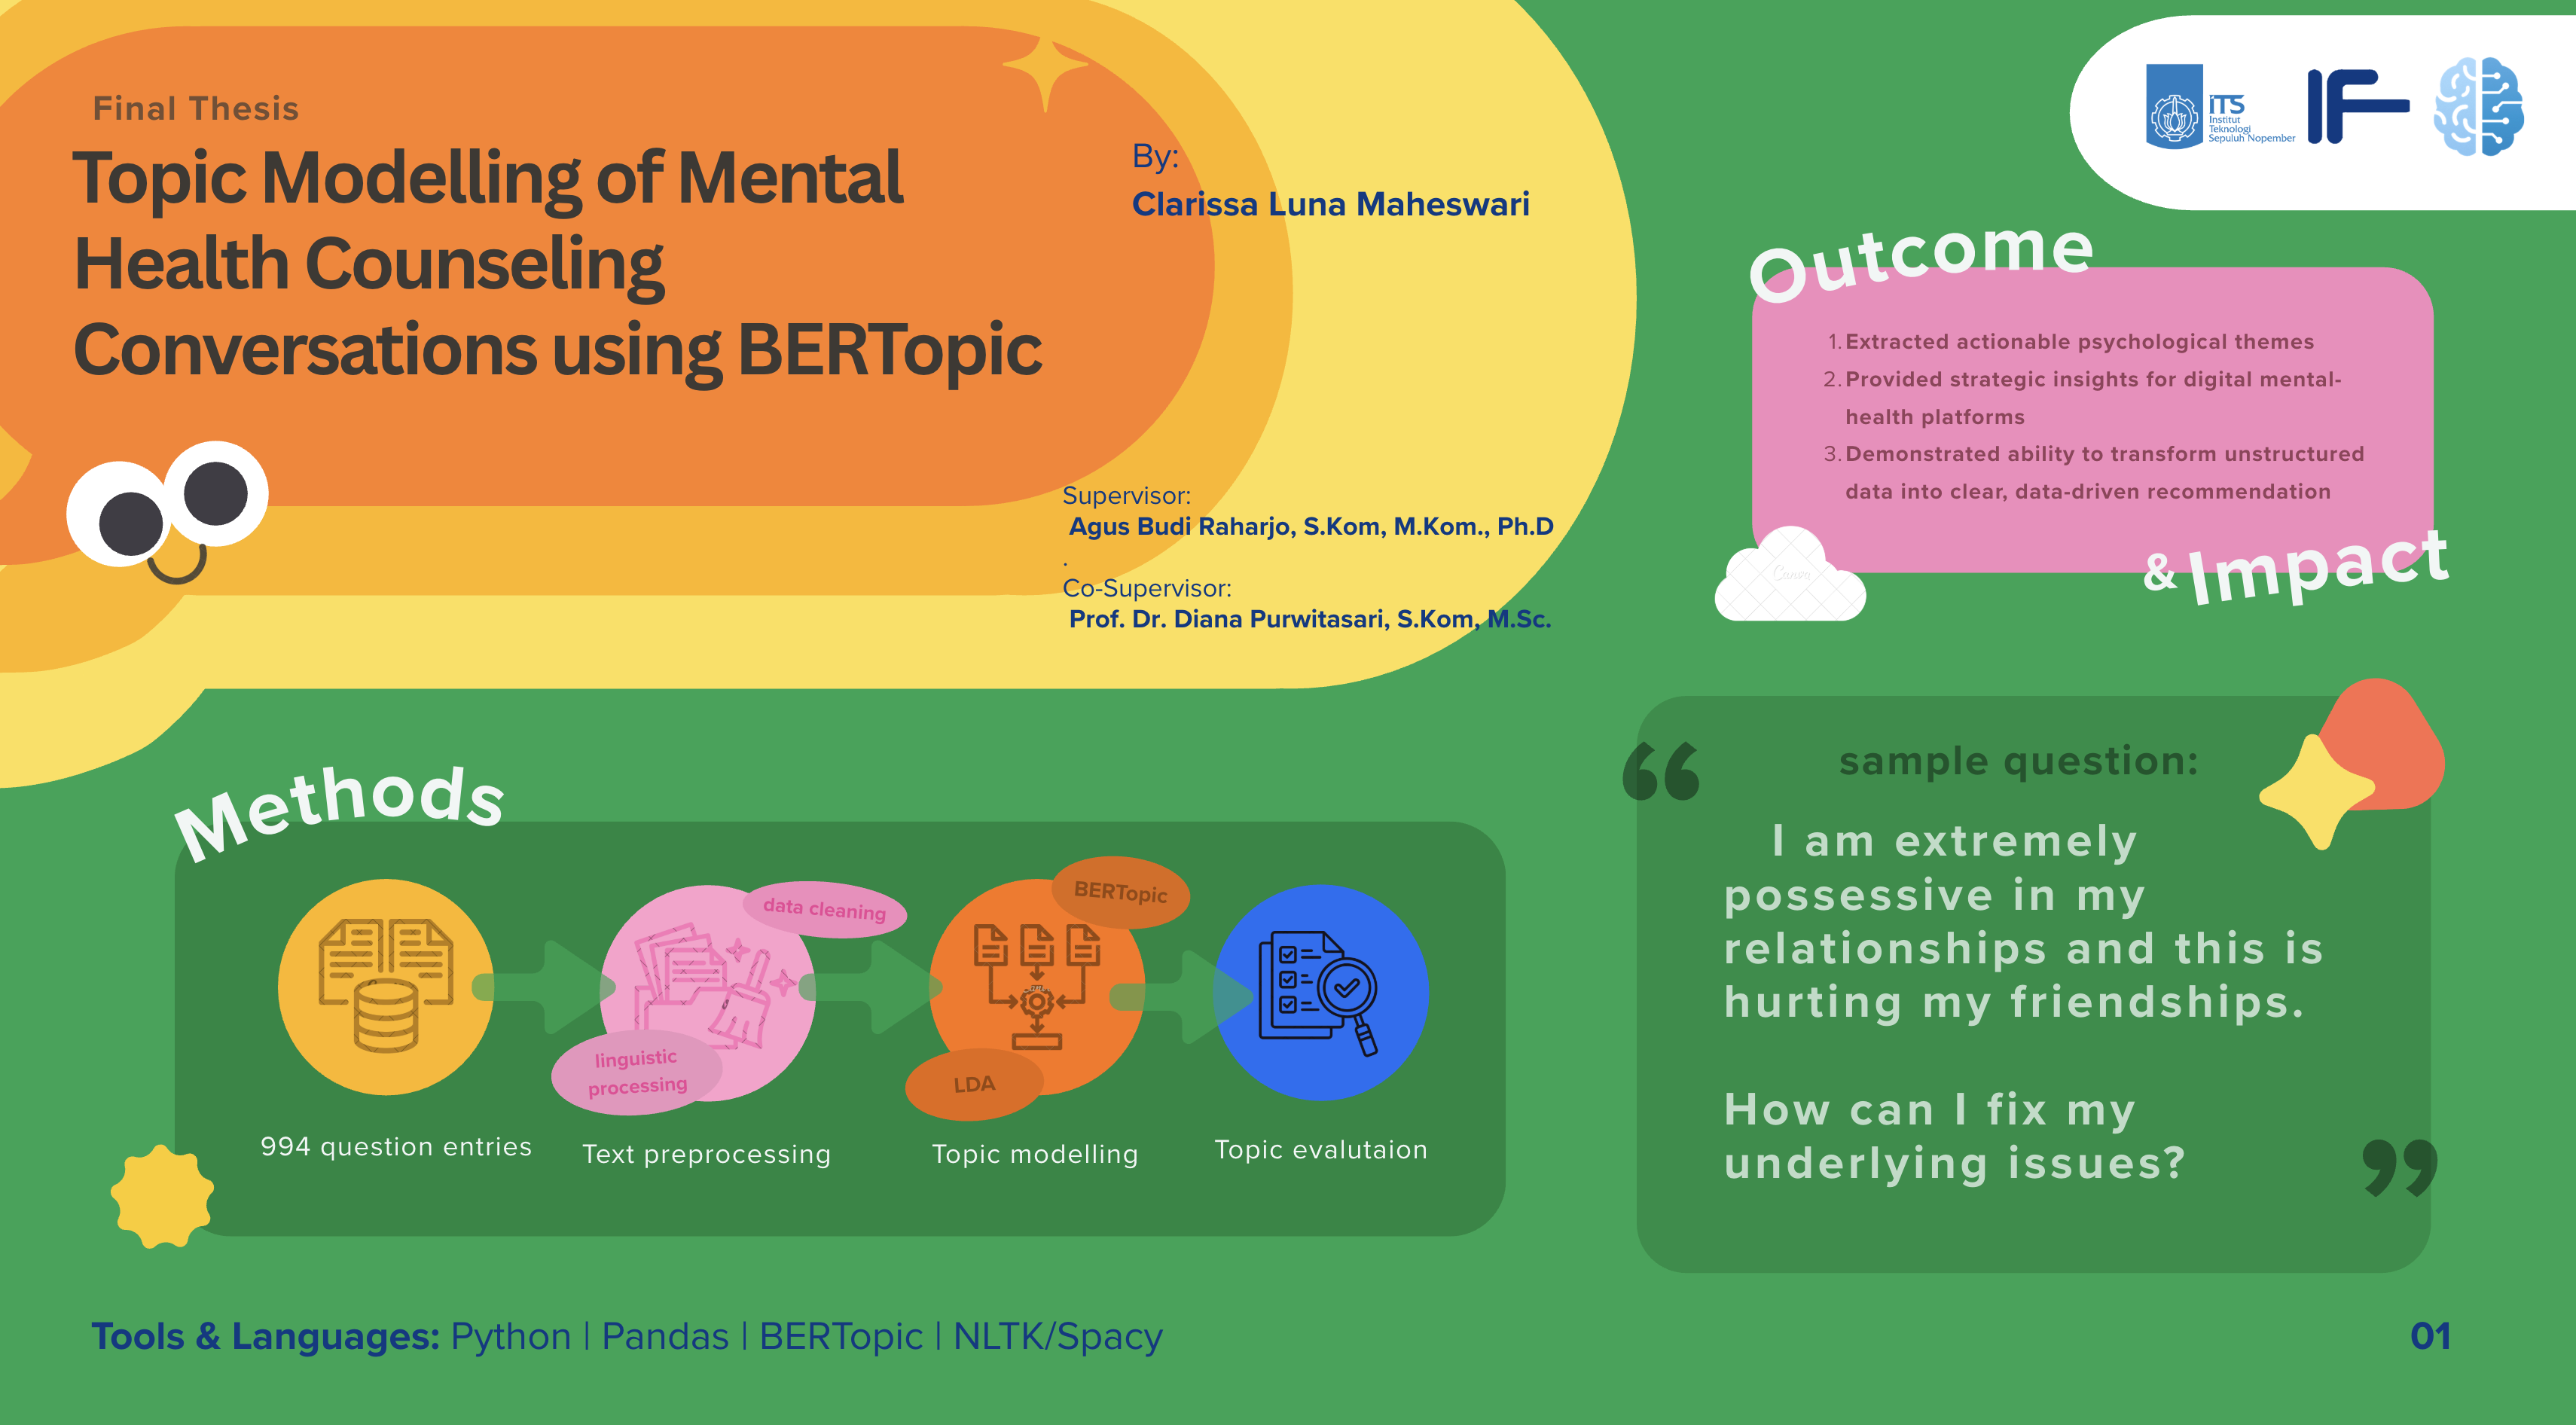 Final Thesis
Topic Modelling of Mental
Health Counseling
Conversations using BERTopic
By:
Clarissa Luna Maheswari
Supervisor:
Agus Budi Raharjo, S.Kom, M.Kom., Ph.D
.
Co-Supervisor:
Prof. Dr. Diana Purwitasari, S.Kom, M.Sc.
ITS
Institut
Teknologi
Sepuluh Nopember
IF
Outcome
1. Extracted actionable psychological themes
2. Provided strategic insights for digital mental-
health platforms
3. Demonstrated ability to transform unstructured
data into clear, data-driven recommendation
& Impact
Canva
Methods
data cleaning
linguistic
processing
BERTopic
LDA
994 question entries
Text preprocessing
Topic modelling
Topic evalutaion
“
sample question:
I am extremely
possessive in my
relationships and this is
hurting my friendships.
How can I fix my
underlying issues?
”
Tools & Languages: Python | Pandas | BERTopic | NLTK/Spacy
01